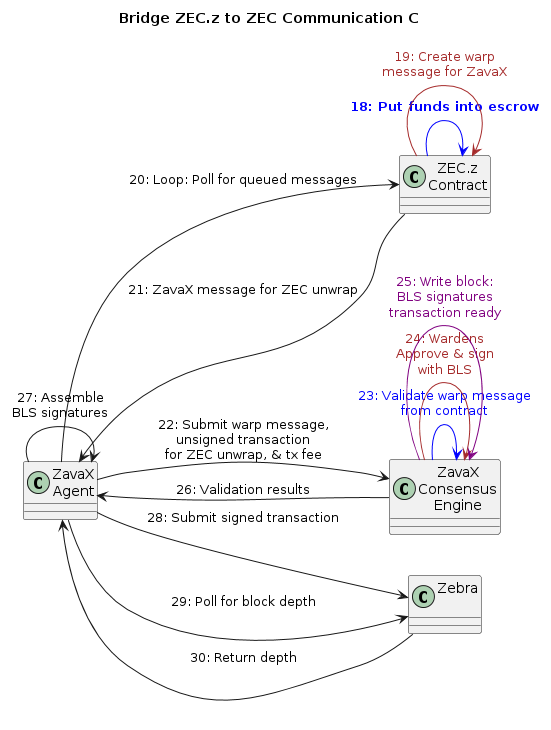 Bridge ZEC.z to ZEC Communication C
19: Create warp
message for ZavaX
18: Put funds into escrow
C
ZEC.z
Contract
20: Loop: Poll for queued messages
21: ZavaX message for ZEC unwrap
25: Write block:
BLS signatures
transaction ready
24: Wardens
Approve & sign
with BLS
23: Validate warp message
from contract
27: Assemble
BLS signatures
22: Submit warp message,
unsigned transaction
for ZEC unwrap, & tx fee
C
ZavaX
Agent
C
ZavaX
Consensus
Engine
26: Validation results
28: Submit signed transaction
C
Zebra
29: Poll for block depth
30: Return depth